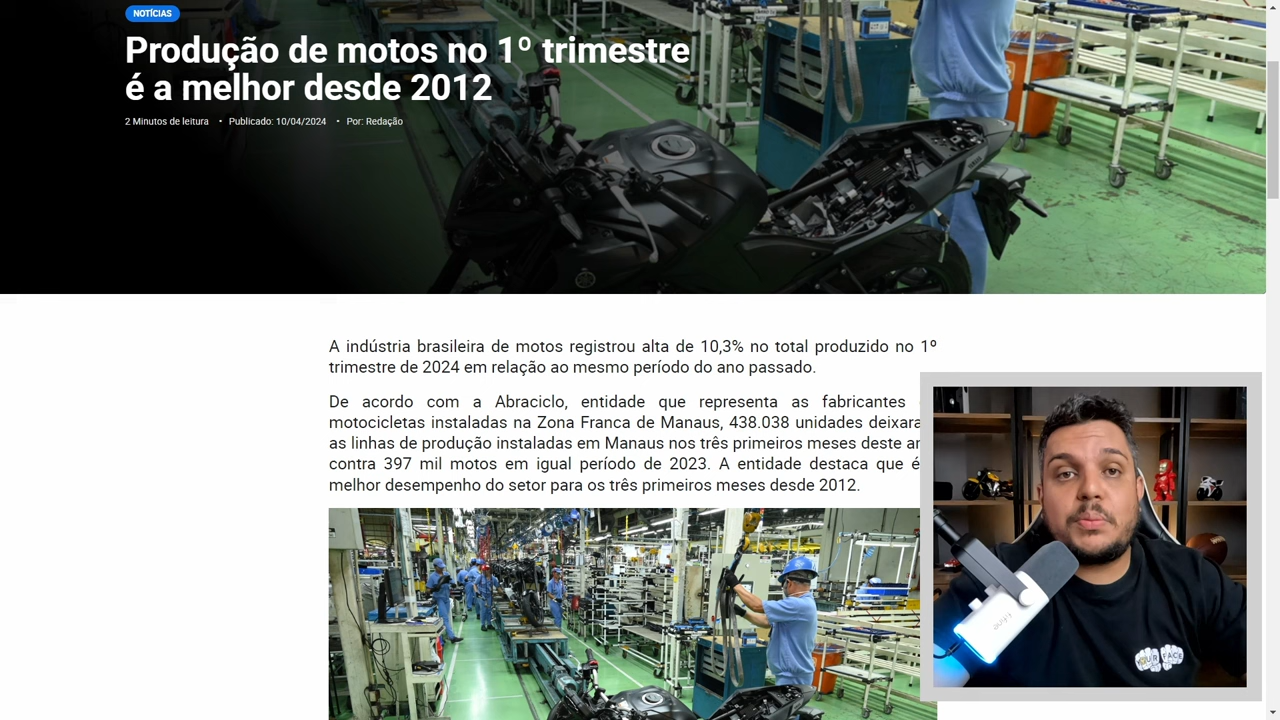 NOTÍCIAS
Produção de motos no 1º trimestre
é a melhor desde 2012
2 Minutos de leitura • Publicado: 10/04/2024 • Por: Redação
A indústria brasileira de motos registrou alta de 10,3% no total produzido no 1º
trimestre de 2024 em relação ao mesmo período do ano passado.
De acordo com a Abraciclo, entidade que representa as fabricantes
motocicletas instaladas na Zona Franca de Manaus, 438.038 unidades deixara
as linhas de produção instaladas em Manaus nos três primeiros meses deste an
contra 397 mil motos em igual período de 2023. A entidade destaca que é
melhor desempenho do setor para os três primeiros meses desde 2012.
fifine